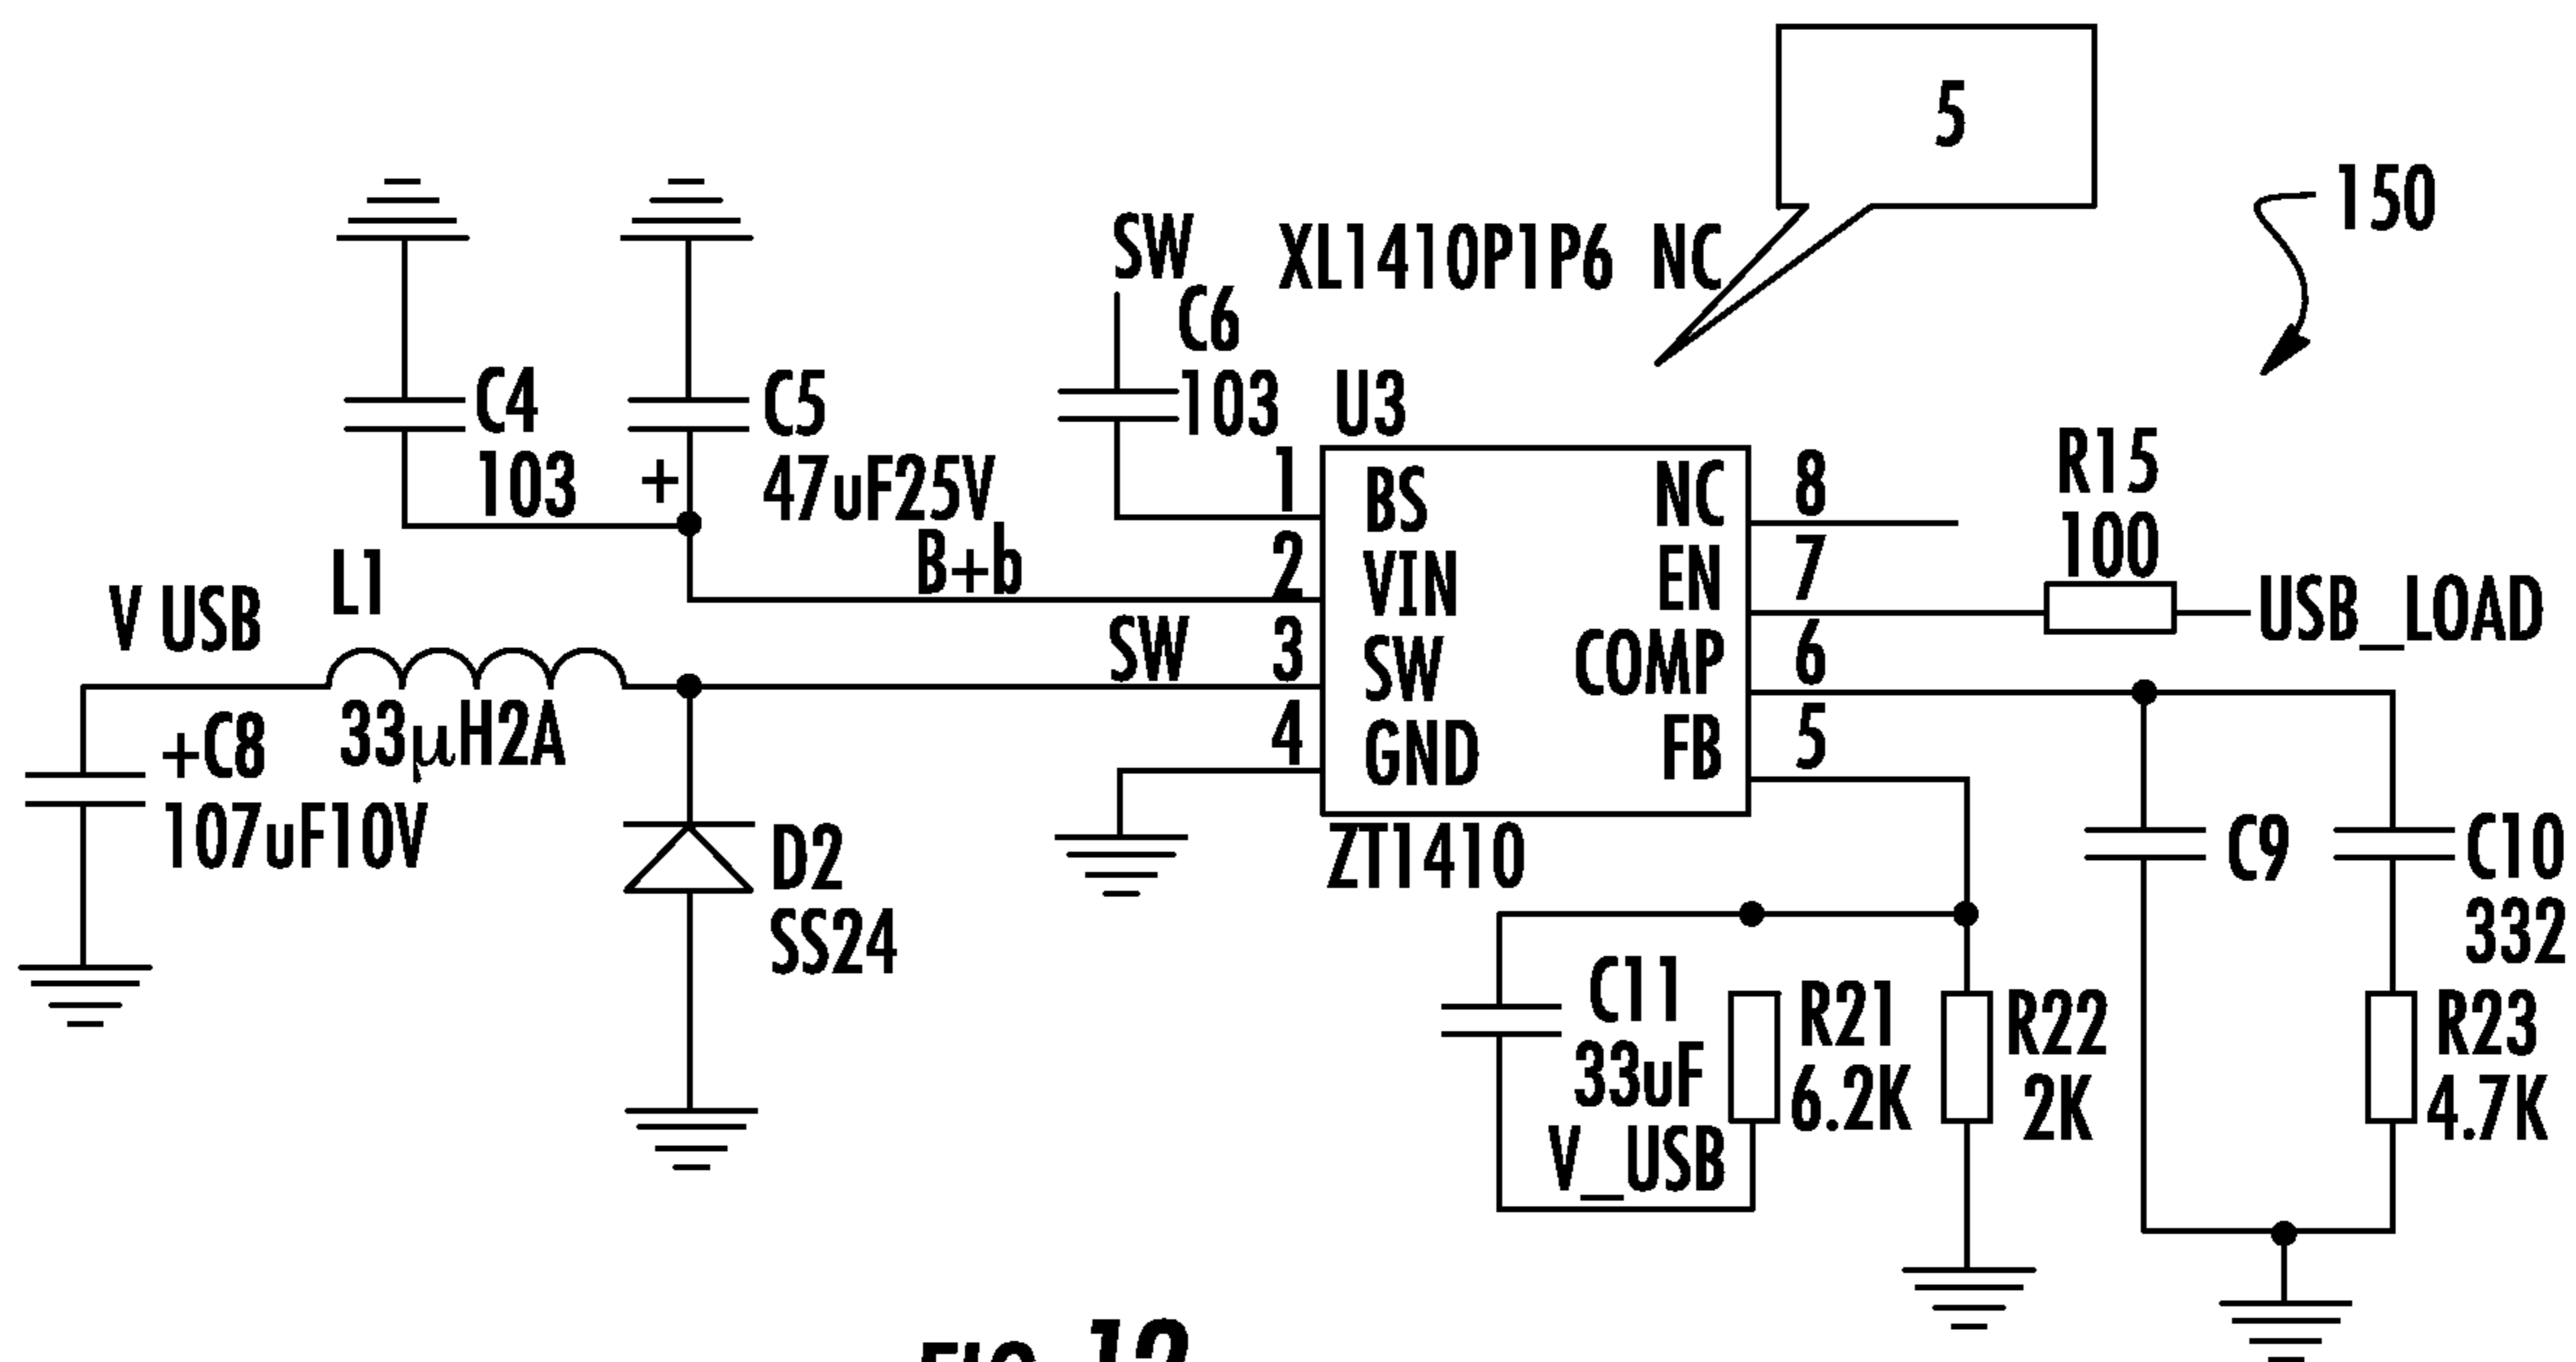 5
150
SW
XL1410P1P6 NC
C6
103
U3
C4
103
C5
+
47uF25V
B+b
1
2
3
4
BS
VIN
SW
GND
NC
EN
COMP
FB
8
7
6
5
ZT1410
R15
100
USB_LOAD
V USB
L1
33μH2A
SW
+C8
107uF10V
D2
SS24
C11
33uF
V_USB
R21
6.2K
R22
2K
C9
C10
332
R23
4.7K